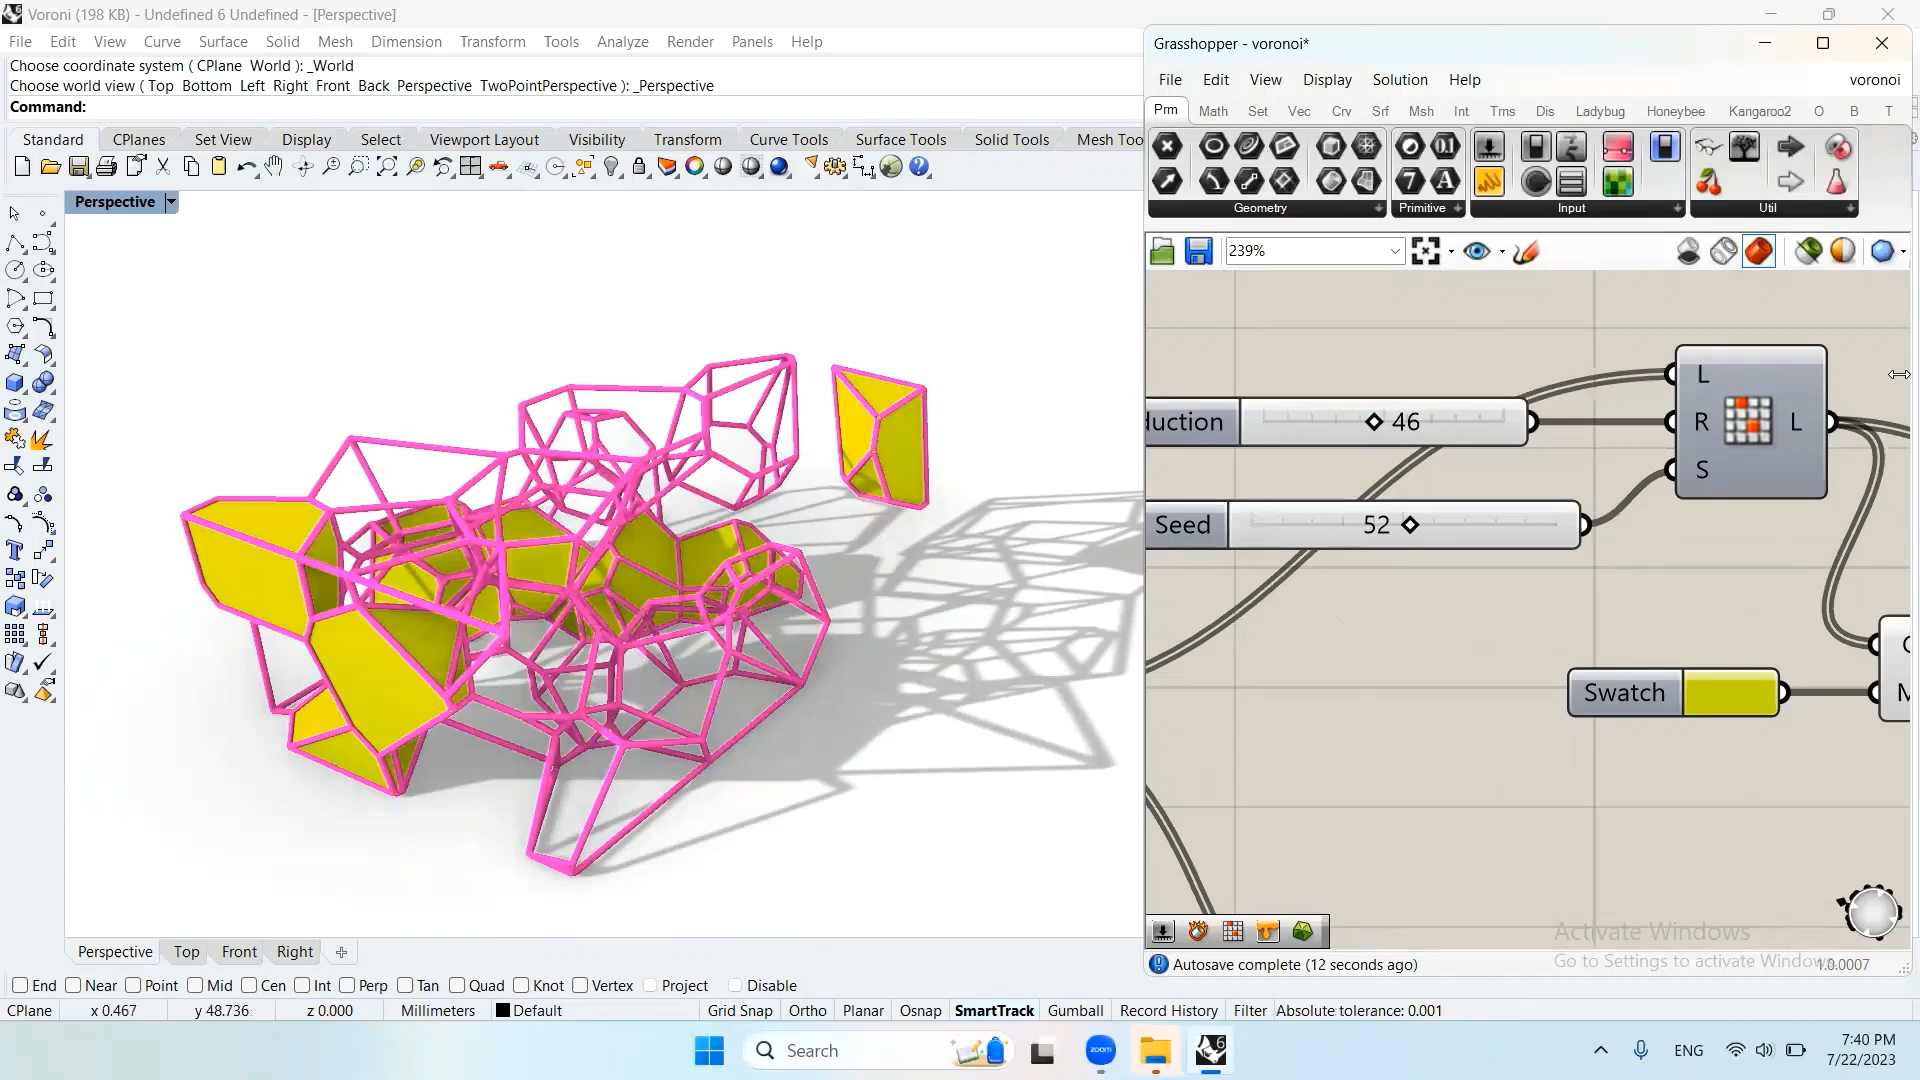 Voroni (198 KB) - Undefined 6 Undefined - [Perspective]
File Edit View Curve Surface Solid Mesh Dimension Transform Tools Analyze Render Panels Help
Choose coordinate system ( CPlane World ): _World
Choose world view ( Top Bottom Left Right Front Back Perspective TwoPointPerspective ): _Perspective
Command:
Standard CPlanes Set View Display Select Viewport Layout Visibility Transform Curve Tools Surface Tools Solid Tools Mesh Too
Perspective
Grasshopper - voronoi*
File Edit View Display Solution Help voronoi
Prm Math Set Vec Crv Srf Msh Int Trns Dis Ladybug Honeybee Kangaroo2 O B T
Geometry Primitive Input Util
239%
L
duction 46 R L
S
Seed 52
Swatch
Activate Windows
Go to Settings to activate Windows.
Autosave complete (12 seconds ago) 1.0.0007
Perspective Top Front Right
End Near Point Mid Cen Int Perp Tan Quad Knot Vertex Project Disable
CPlane x 0.467 y 48.736 z 0.000 Millimeters Default Grid Snap Ortho Planar Osnap SmartTrack Gumball Record History Filter Absolute tolerance: 0.001
Search zoom 6 ENG 7:40 PM
7/22/2023